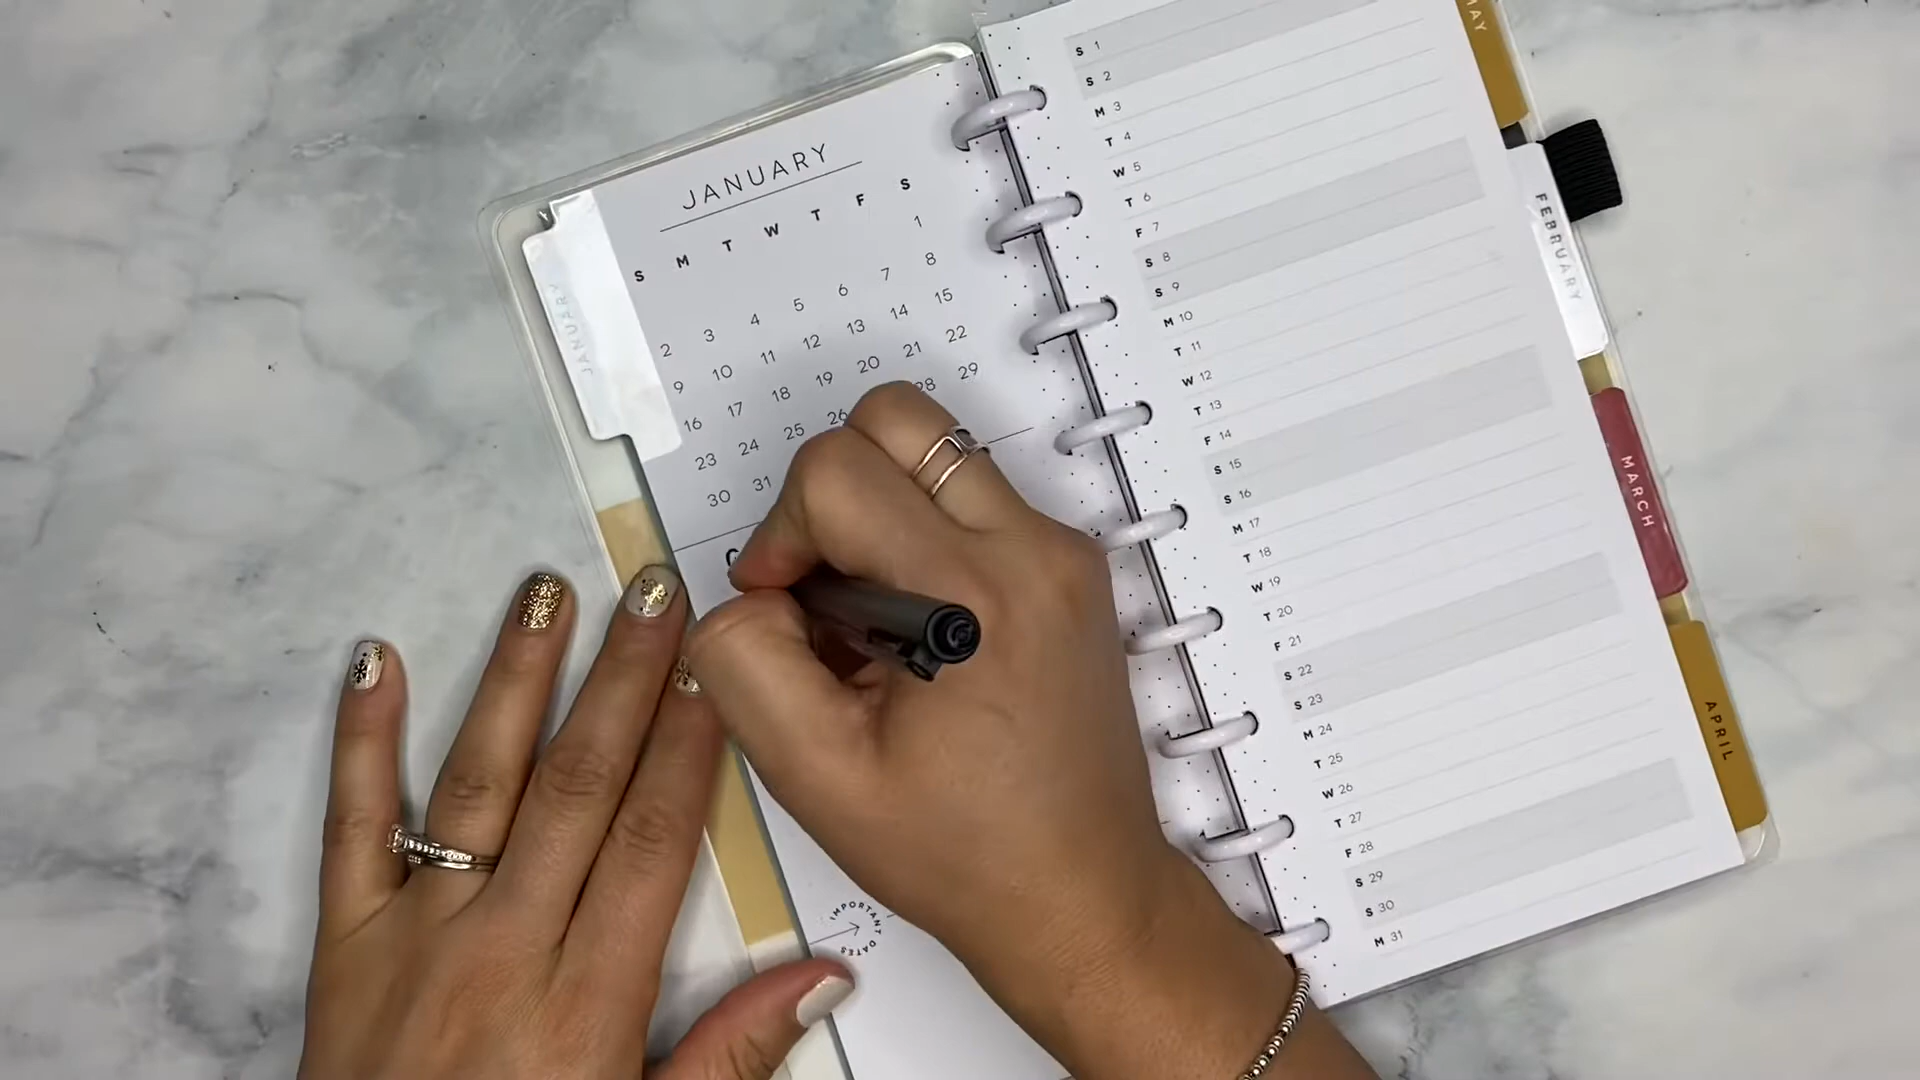 JANUARY
S M T W T F S
1
2 3 4 5 6 7 8
9 10 11 12 13 14 15
16 17 18 19 20 21 22
23 24 25 26 28 29
30 31
IMPORTANT DATES
JANUARY
S 1
S 2
M 3
T 4
W 5
T 6
F 7
S 8
S 9
M 10
T 11
W 12
T 13
F 14
S 15
S 16
M 17
T 18
W 19
T 20
F 21
S 22
S 23
M 24
T 25
W 26
T 27
F 28
S 29
S 30
M 31
MAY
FEBRUARY
MARCH
APRIL